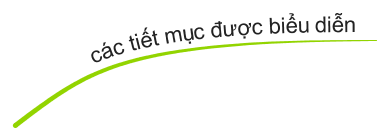 các tiết mục được biểu diễn